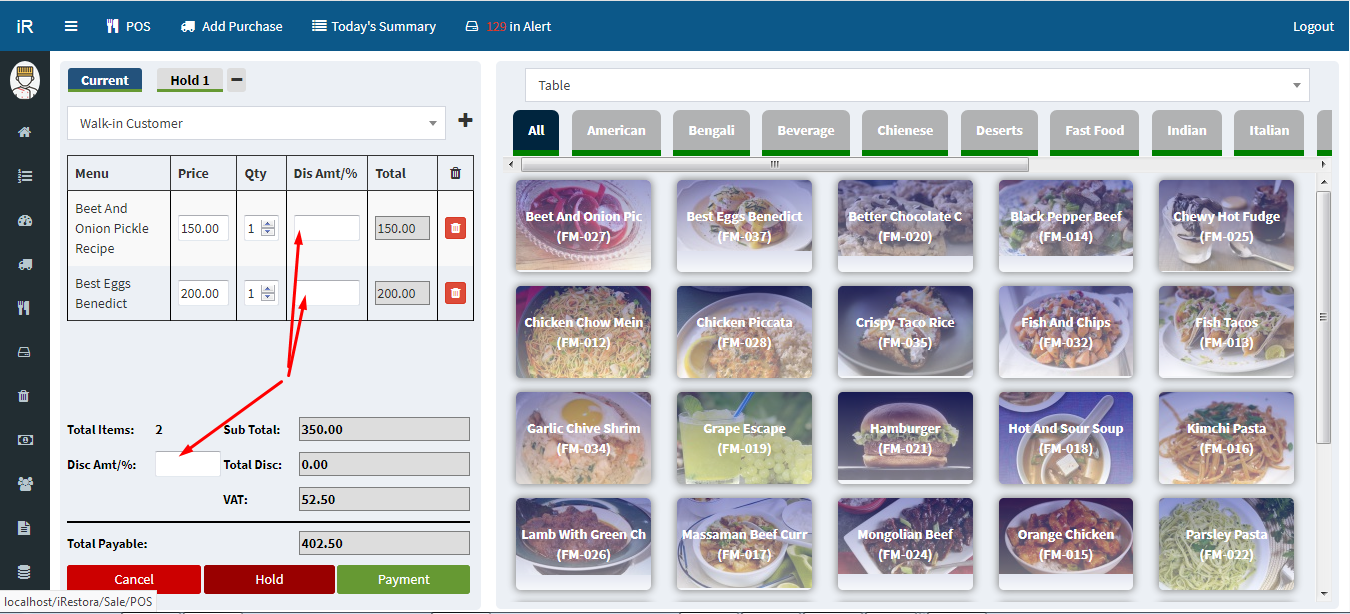 iR POS Add Purchase Today's Summary 129 in Alert Logout
Current Hold 1
Walk-in Customer
Menu Price Qty Dis Amt/% Total
Beet And
Onion Pickle
Recipe
150.00 1 150.00
Best Eggs
Benedict
200.00 1 200.00
Total Items: 2 Sub Total: 350.00
Disc Amt/%: Total Disc: 0.00
VAT: 52.50
Total Payable: 402.50
Cancel Hold Payment
localhost/iRestora/Sale/POS
Table
All American Bengali Beverage Chienese Deserts Fast Food Indian Italian
Beet And Onion Pic
(FM-027)
Best Eggs Benedict
(FM-037)
Better Chocolate C
(FM-020)
Black Pepper Beef
(FM-014)
Chewy Hot Fudge
(FM-025)
Chicken Chow Mein
(FM-012)
Chicken Piccata
(FM-028)
Crispy Taco Rice
(FM-035)
Fish And Chips
(FM-032)
Fish Tacos
(FM-013)
Garlic Chive Shrim
(FM-034)
Grape Escape
(FM-019)
Hamburger
(FM-021)
Hot And Sour Soup
(FM-018)
Kimchi Pasta
(FM-016)
Lamb With Green Ch
(FM-026)
Massaman Beef Curr
(FM-017)
Mongolian Beef
(FM-024)
Orange Chicken
(FM-015)
Parsley Pasta
(FM-022)